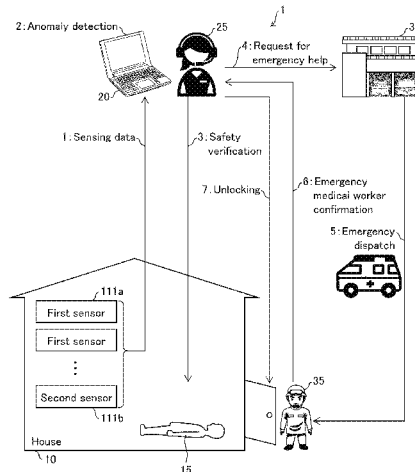 1
2: Anomaly detection
25
3
4: Request for
emergency help
20
1: Sensing data
3: Safety
verification
6: Emergency
medical worker
confirmation
7: Unlocking
5: Emergency
dispatch
111a
First sensor
First sensor
Second sensor
111b
35
House
10
15